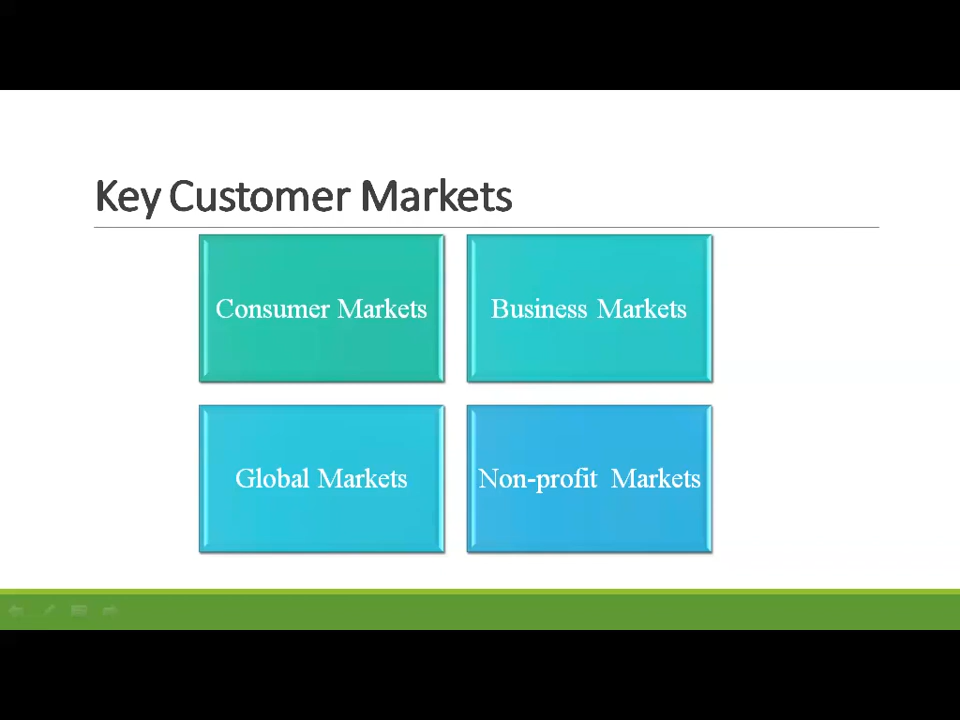 Key Customer Markets
Consumer Markets
Business Markets
Global Markets
Non-profit Markets